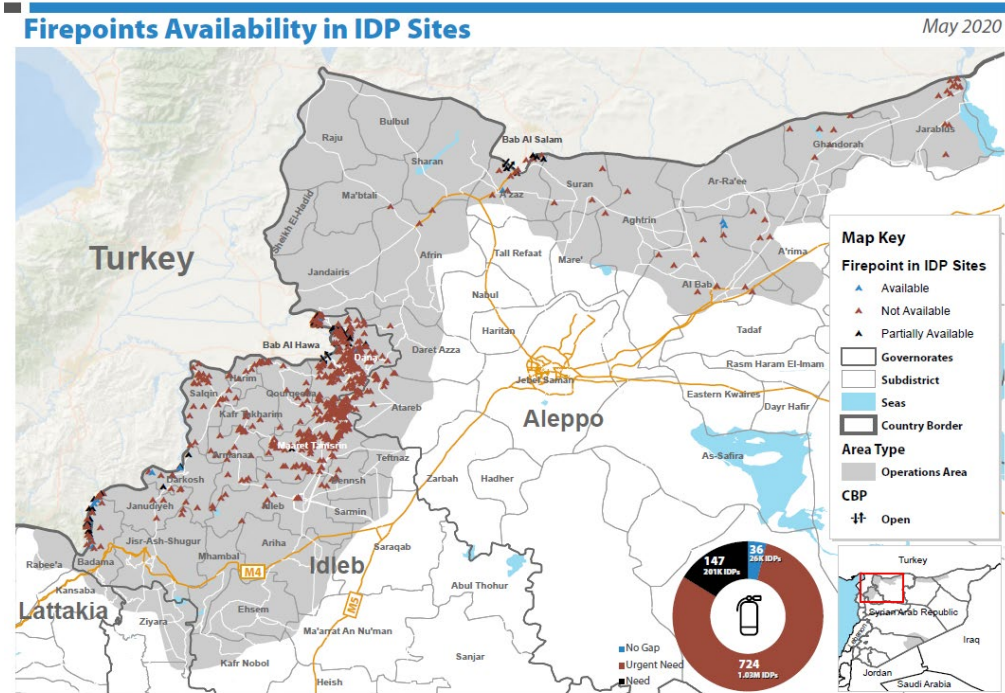 Firepoints Availability in IDP Sites
May 2020
Bulbul
Raju
Bab Al Salam
Sharan
Jarablus
Ghandorah
Ma'btali
A'zaz
Suran
Ar-Ra'ee
Sheikh El-Hadid
Aghtrin
Turkey
Afrin
Tall Refaat
Mare'
A'rima
Jandairis
Al Bab
Nabul
Haritan
Tadaf
Bab Al Hawa
Dana
Daret Azza
Rasm Haram El-Imam
Harim
Jebel Saman
Salqin
Qourqeena
Eastern Kwaires
Kafr Takharim
Atareb
Aleppo
Dayr Hafir
Maaret Tamsrin
Armanaz
Teftnaz
As-Safira
Darkosh
Zarbah
Hadher
Bennsh
Janudiyeh
Idleb
Sarmin
Jisr-Ash-Shugur
Ariha
Saraqab
Mhambal
Badama
Rabee'a
M4
Idleb
Kansaba
Abul Thohur
Lattakia
Ehsem
M5
Ziyara
Ma'arrat An Nu'man
Sanjar
Kafr Nobol
Heish
Map Key
Firepoint in IDP Sites
Available
Not Available
Partially Available
Governorates
Subdistrict
Seas
Country Border
Area Type
Operations Area
CBP
Open
147
201K IDPs
36
26K IDPs
724
1.03M IDPs
No Gap
Urgent Need
Need
Turkey
Syrian Arab Republic
Lebanon
Iraq
Jordan
Saudi Arabia